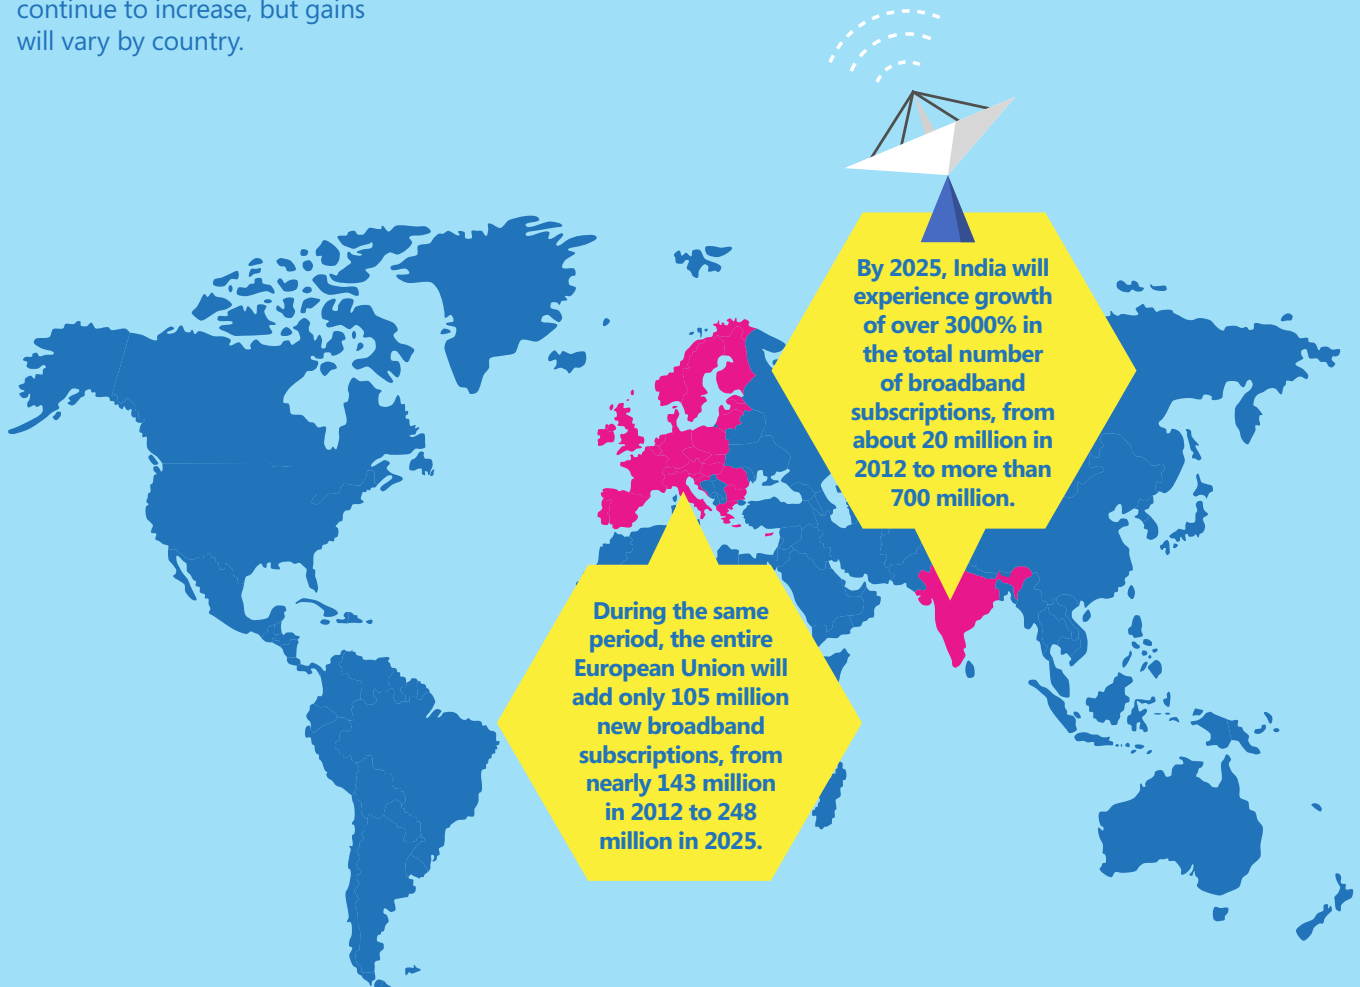 continue to increase, but gains
will vary by country.
By 2025, India will
experience growth
of over 3000% in
the total number
of broadband
subscriptions, from
about 20 million in
2012 to more than
700 million.
During the same
period, the entire
European Union will
add only 105 million
new broadband
subscriptions, from
nearly 143 million
in 2012 to 248
million in 2025.